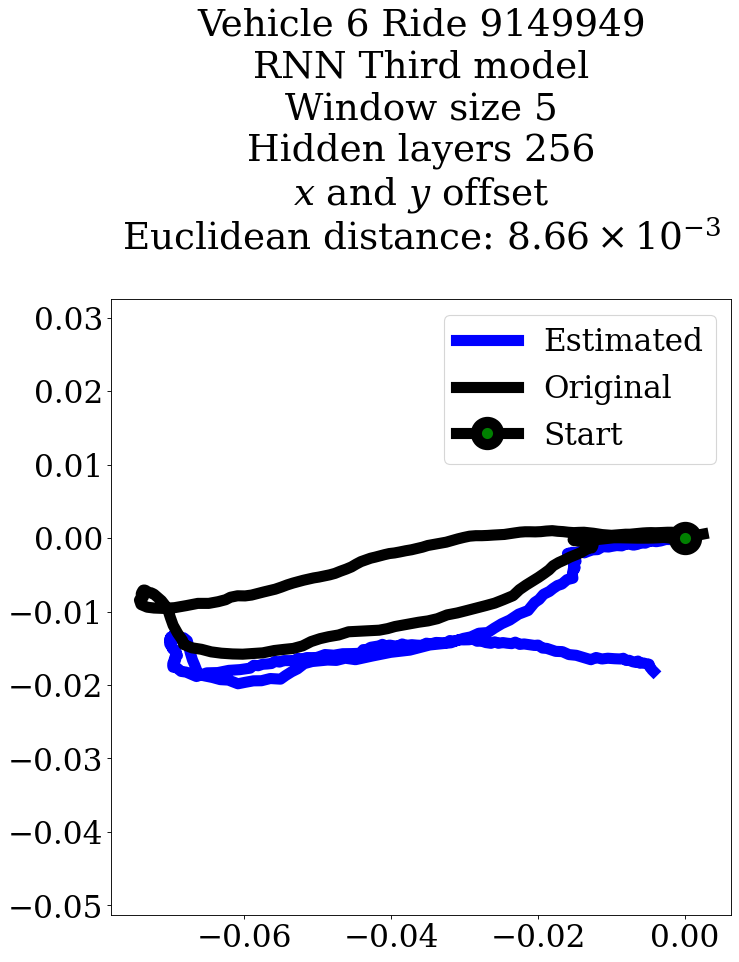 Vehicle 6 Ride 9149949
RNN Third model
Window size 5
Hidden layers 256
x and y offset
Euclidean distance: 8.66 × 10⁻³
Estimated
Original
Start
0.03
0.02
0.01
0.00
−0.01
−0.02
−0.03
−0.04
−0.05
−0.06 −0.04 −0.02 0.00